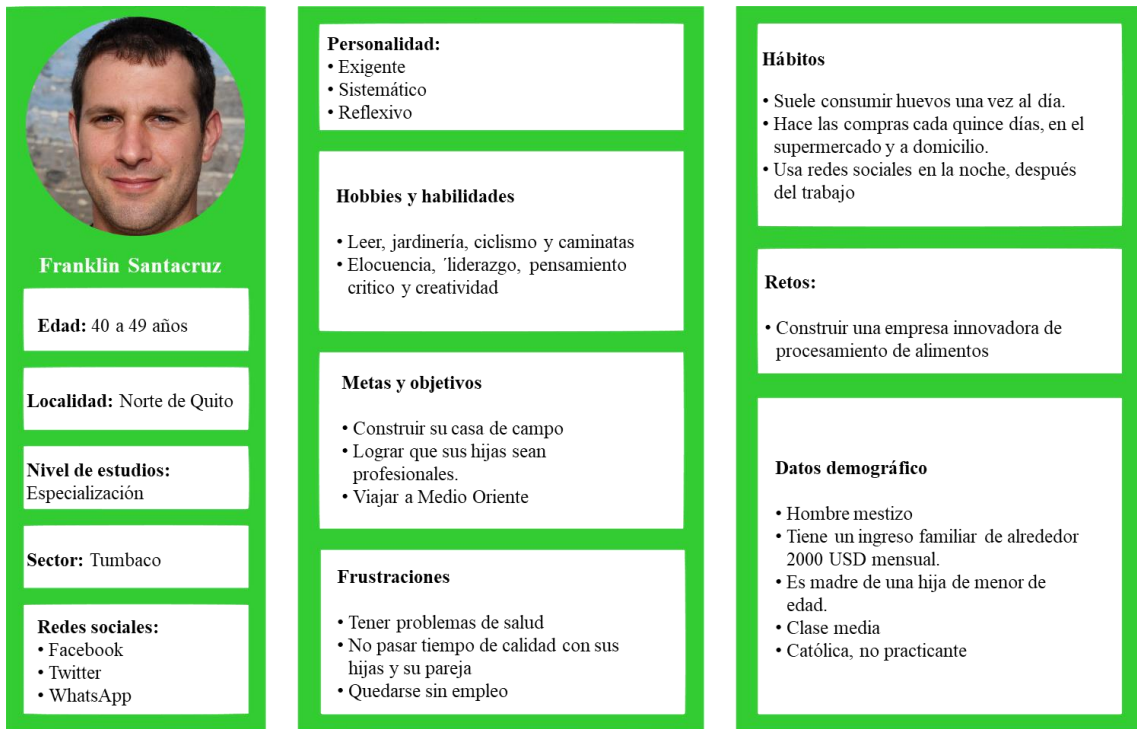 Franklin Santacruz
Edad: 40 a 49 años
Localidad: Norte de Quito
Nivel de estudios:
Especialización
Sector: Tumbaco
Redes sociales:
• Facebook
• Twitter
• WhatsApp
Personalidad:
• Exigente
• Sistemático
• Reflexivo
Hobbies y habilidades
• Leer, jardinería, ciclismo y caminatas
• Elocuencia, ´liderazgo, pensamiento
critico y creatividad
Metas y objetivos
• Construir su casa de campo
• Lograr que sus hijas sean
profesionales.
• Viajar a Medio Oriente
Frustraciones
• Tener problemas de salud
• No pasar tiempo de calidad con sus
hijas y su pareja
• Quedarse sin empleo
Hábitos
• Suele consumir huevos una vez al día.
• Hace las compras cada quince días, en el
supermercado y a domicilio.
• Usa redes sociales en la noche, después
del trabajo
Retos:
• Construir una empresa innovadora de
procesamiento de alimentos
Datos demográfico
• Hombre mestizo
• Tiene un ingreso familiar de alrededor
2000 USD mensual.
• Es madre de una hija de menor de
edad.
• Clase media
• Católica, no practicante